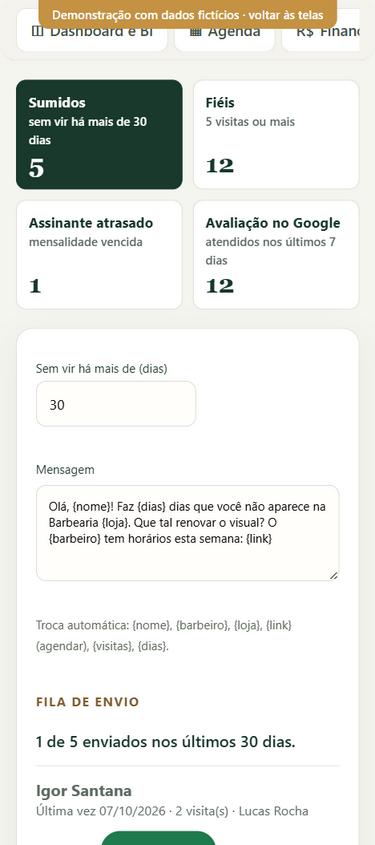 Demonstração com dados fictícios · voltar às telas
Dashboard e BI
Agenda
R$ Financ
Sumidos
sem vir há mais de 30
dias
5
Fiéis
5 visitas ou mais
12
Assinante atrasado
mensalidade vencida
1
Avaliação no Google
atendidos nos últimos 7
dias
12
Sem vir há mais de (dias)
30
Mensagem
Olá, {nome}! Faz {dias} dias que você não aparece na
Barbearia {loja}. Que tal renovar o visual? O
{barbeiro} tem horários esta semana: {link}
Troca automática: {nome}, {barbeiro}, {loja}, {link}
(agendar), {visitas}, {dias}.
FILA DE ENVIO
1 de 5 enviados nos últimos 30 dias.
Igor Santana
Última vez 07/10/2026 · 2 visita(s) · Lucas Rocha